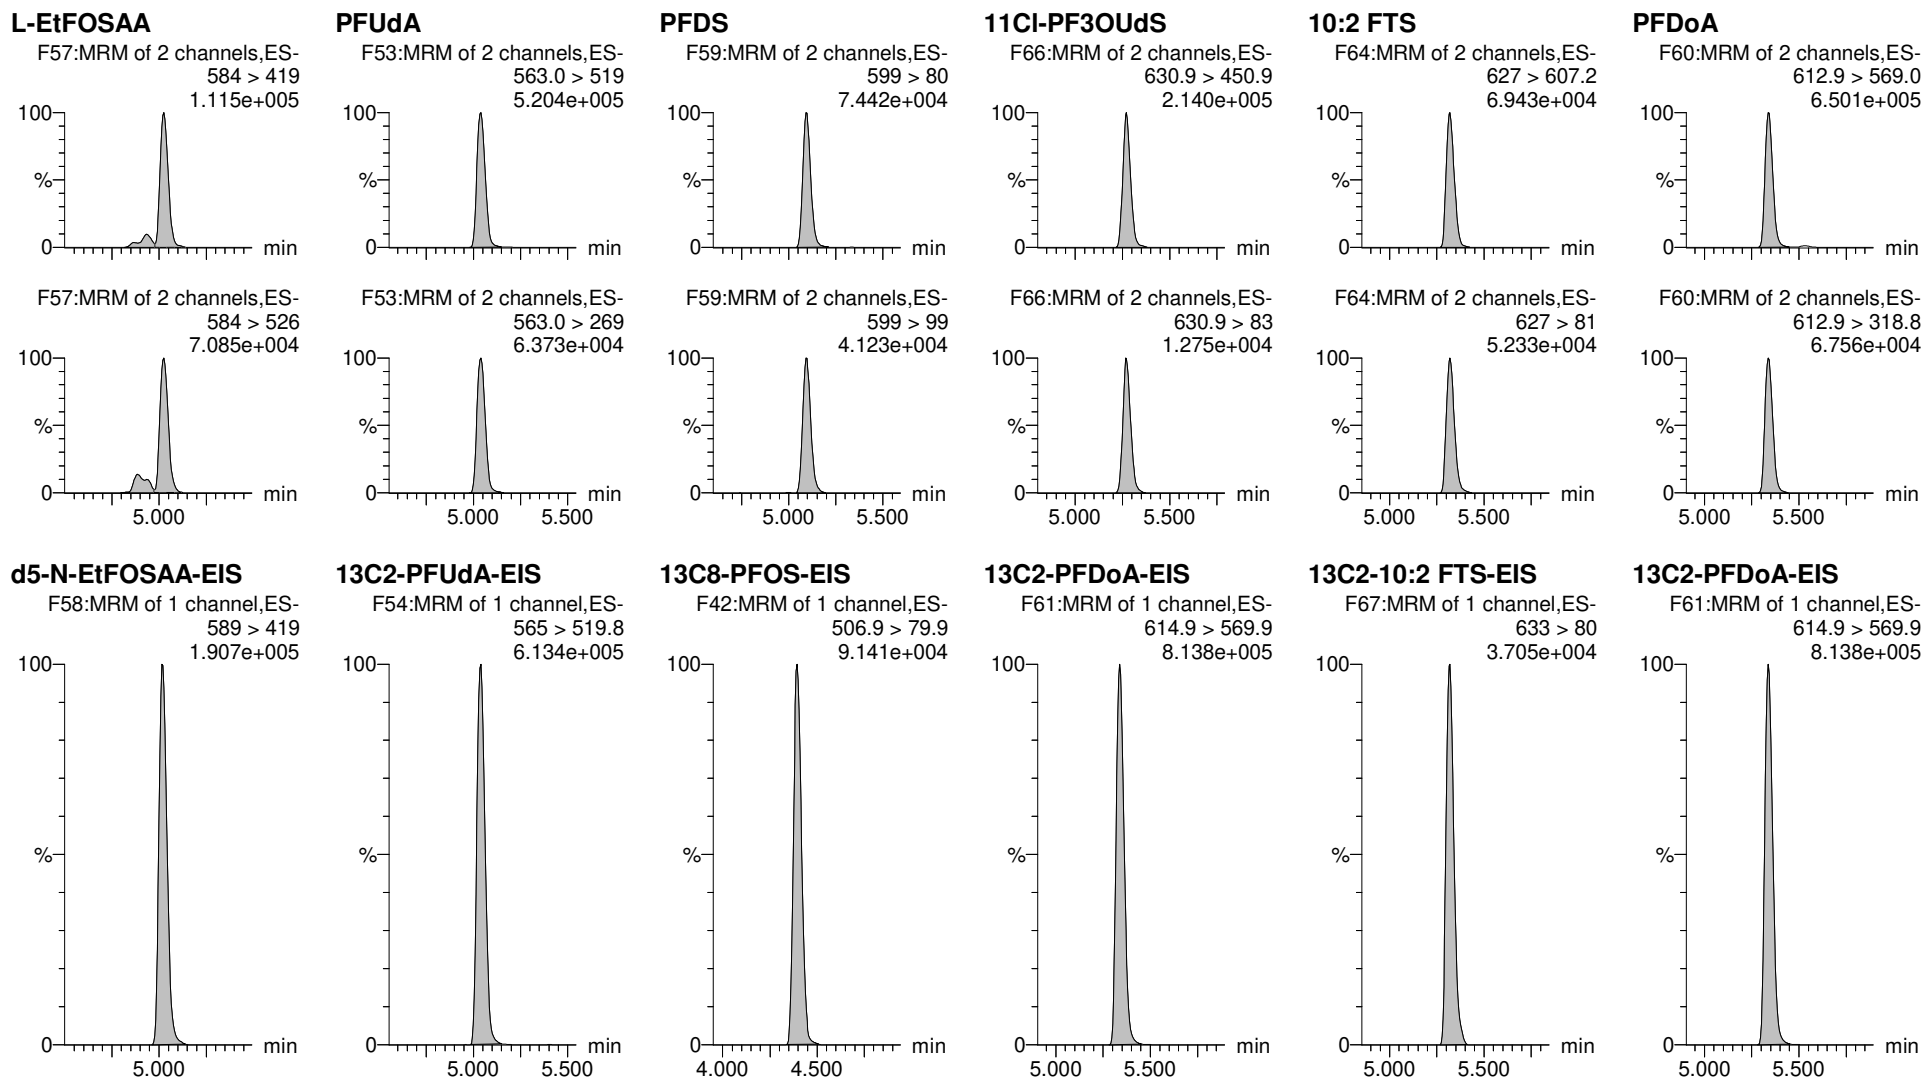 L-EtFOSAA
F57:MRM of 2 channels,ES-
584 > 419
1.115e+005
100
%
0
min
F57:MRM of 2 channels,ES-
584 > 526
7.085e+004
100
%
0
min
5.000
PFUdA
F53:MRM of 2 channels,ES-
563.0 > 519
5.204e+005
100
%
0
min
F53:MRM of 2 channels,ES-
563.0 > 269
6.373e+004
100
%
0
min
5.000 5.500
PFDS
F59:MRM of 2 channels,ES-
599 > 80
7.442e+004
100
%
0
min
F59:MRM of 2 channels,ES-
599 > 99
4.123e+004
100
%
0
min
5.000 5.500
11Cl-PF3OUdS
F66:MRM of 2 channels,ES-
630.9 > 450.9
2.140e+005
100
%
0
min
F66:MRM of 2 channels,ES-
630.9 > 83
1.275e+004
100
%
0
min
5.000 5.500
10:2 FTS
F64:MRM of 2 channels,ES-
627 > 607.2
6.943e+004
100
%
0
min
F64:MRM of 2 channels,ES-
627 > 81
5.233e+004
100
%
0
min
5.000 5.500
PFDoA
F60:MRM of 2 channels,ES-
612.9 > 569.0
6.501e+005
100
%
0
min
F60:MRM of 2 channels,ES-
612.9 > 318.8
6.756e+004
100
%
0
min
5.000 5.500
d5-N-EtFOSAA-EIS
F58:MRM of 1 channel,ES-
589 > 419
1.907e+005
100
%
0
min
5.000
13C2-PFUdA-EIS
F54:MRM of 1 channel,ES-
565 > 519.8
6.134e+005
100
%
0
min
5.000 5.500
13C8-PFOS-EIS
F42:MRM of 1 channel,ES-
506.9 > 79.9
9.141e+004
100
%
0
min
4.000 4.500
13C2-PFDoA-EIS
F61:MRM of 1 channel,ES-
614.9 > 569.9
8.138e+005
100
%
0
min
5.000 5.500
13C2-10:2 FTS-EIS
F67:MRM of 1 channel,ES-
633 > 80
3.705e+004
100
%
0
min
5.000 5.500
13C2-PFDoA-EIS
F61:MRM of 1 channel,ES-
614.9 > 569.9
8.138e+005
100
%
0
min
5.000 5.500